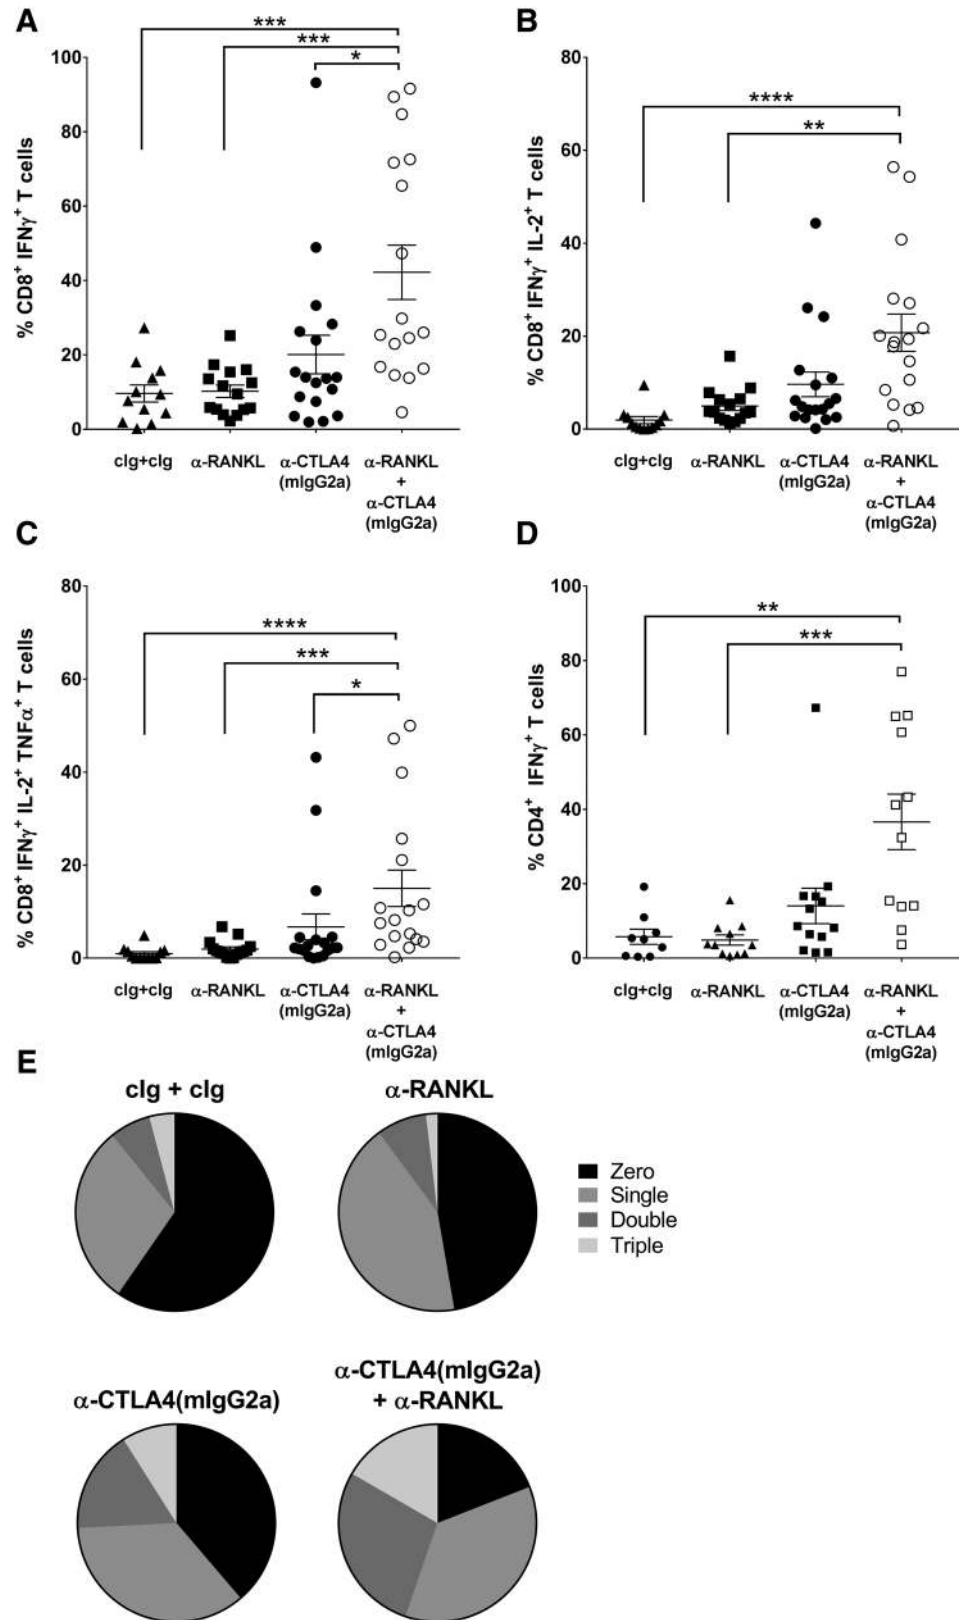 A
% CD8+ IFNγ+ T cells
100
80
60
40
20
0
***
***
*
cIg+cIg
α-RANKL
α-CTLA4
(mIgG2a)
α-RANKL
+
α-CTLA4
(mIgG2a)
B
% CD8+ IFNγ+ IL-2+ T cells
80
60
40
20
0
****
**
cIg+cIg
α-RANKL
α-CTLA4
(mIgG2a)
α-RANKL
+
α-CTLA4
(mIgG2a)
C
% CD8+ IFNγ+ IL-2+ TNFα+ T cells
80
60
40
20
0
****
***
*
cIg+cIg
α-RANKL
α-CTLA4
(mIgG2a)
α-RANKL
+
α-CTLA4
(mIgG2a)
D
% CD4+ IFNγ+ T cells
100
80
60
40
20
0
**
***
cIg+cIg
α-RANKL
α-CTLA4
(mIgG2a)
α-RANKL
+
α-CTLA4
(mIgG2a)
E
cIg + cIg
α-RANKL
Zero
Single
Double
Triple
α-CTLA4(mIgG2a)
α-CTLA4(mIgG2a)
+ α-RANKL